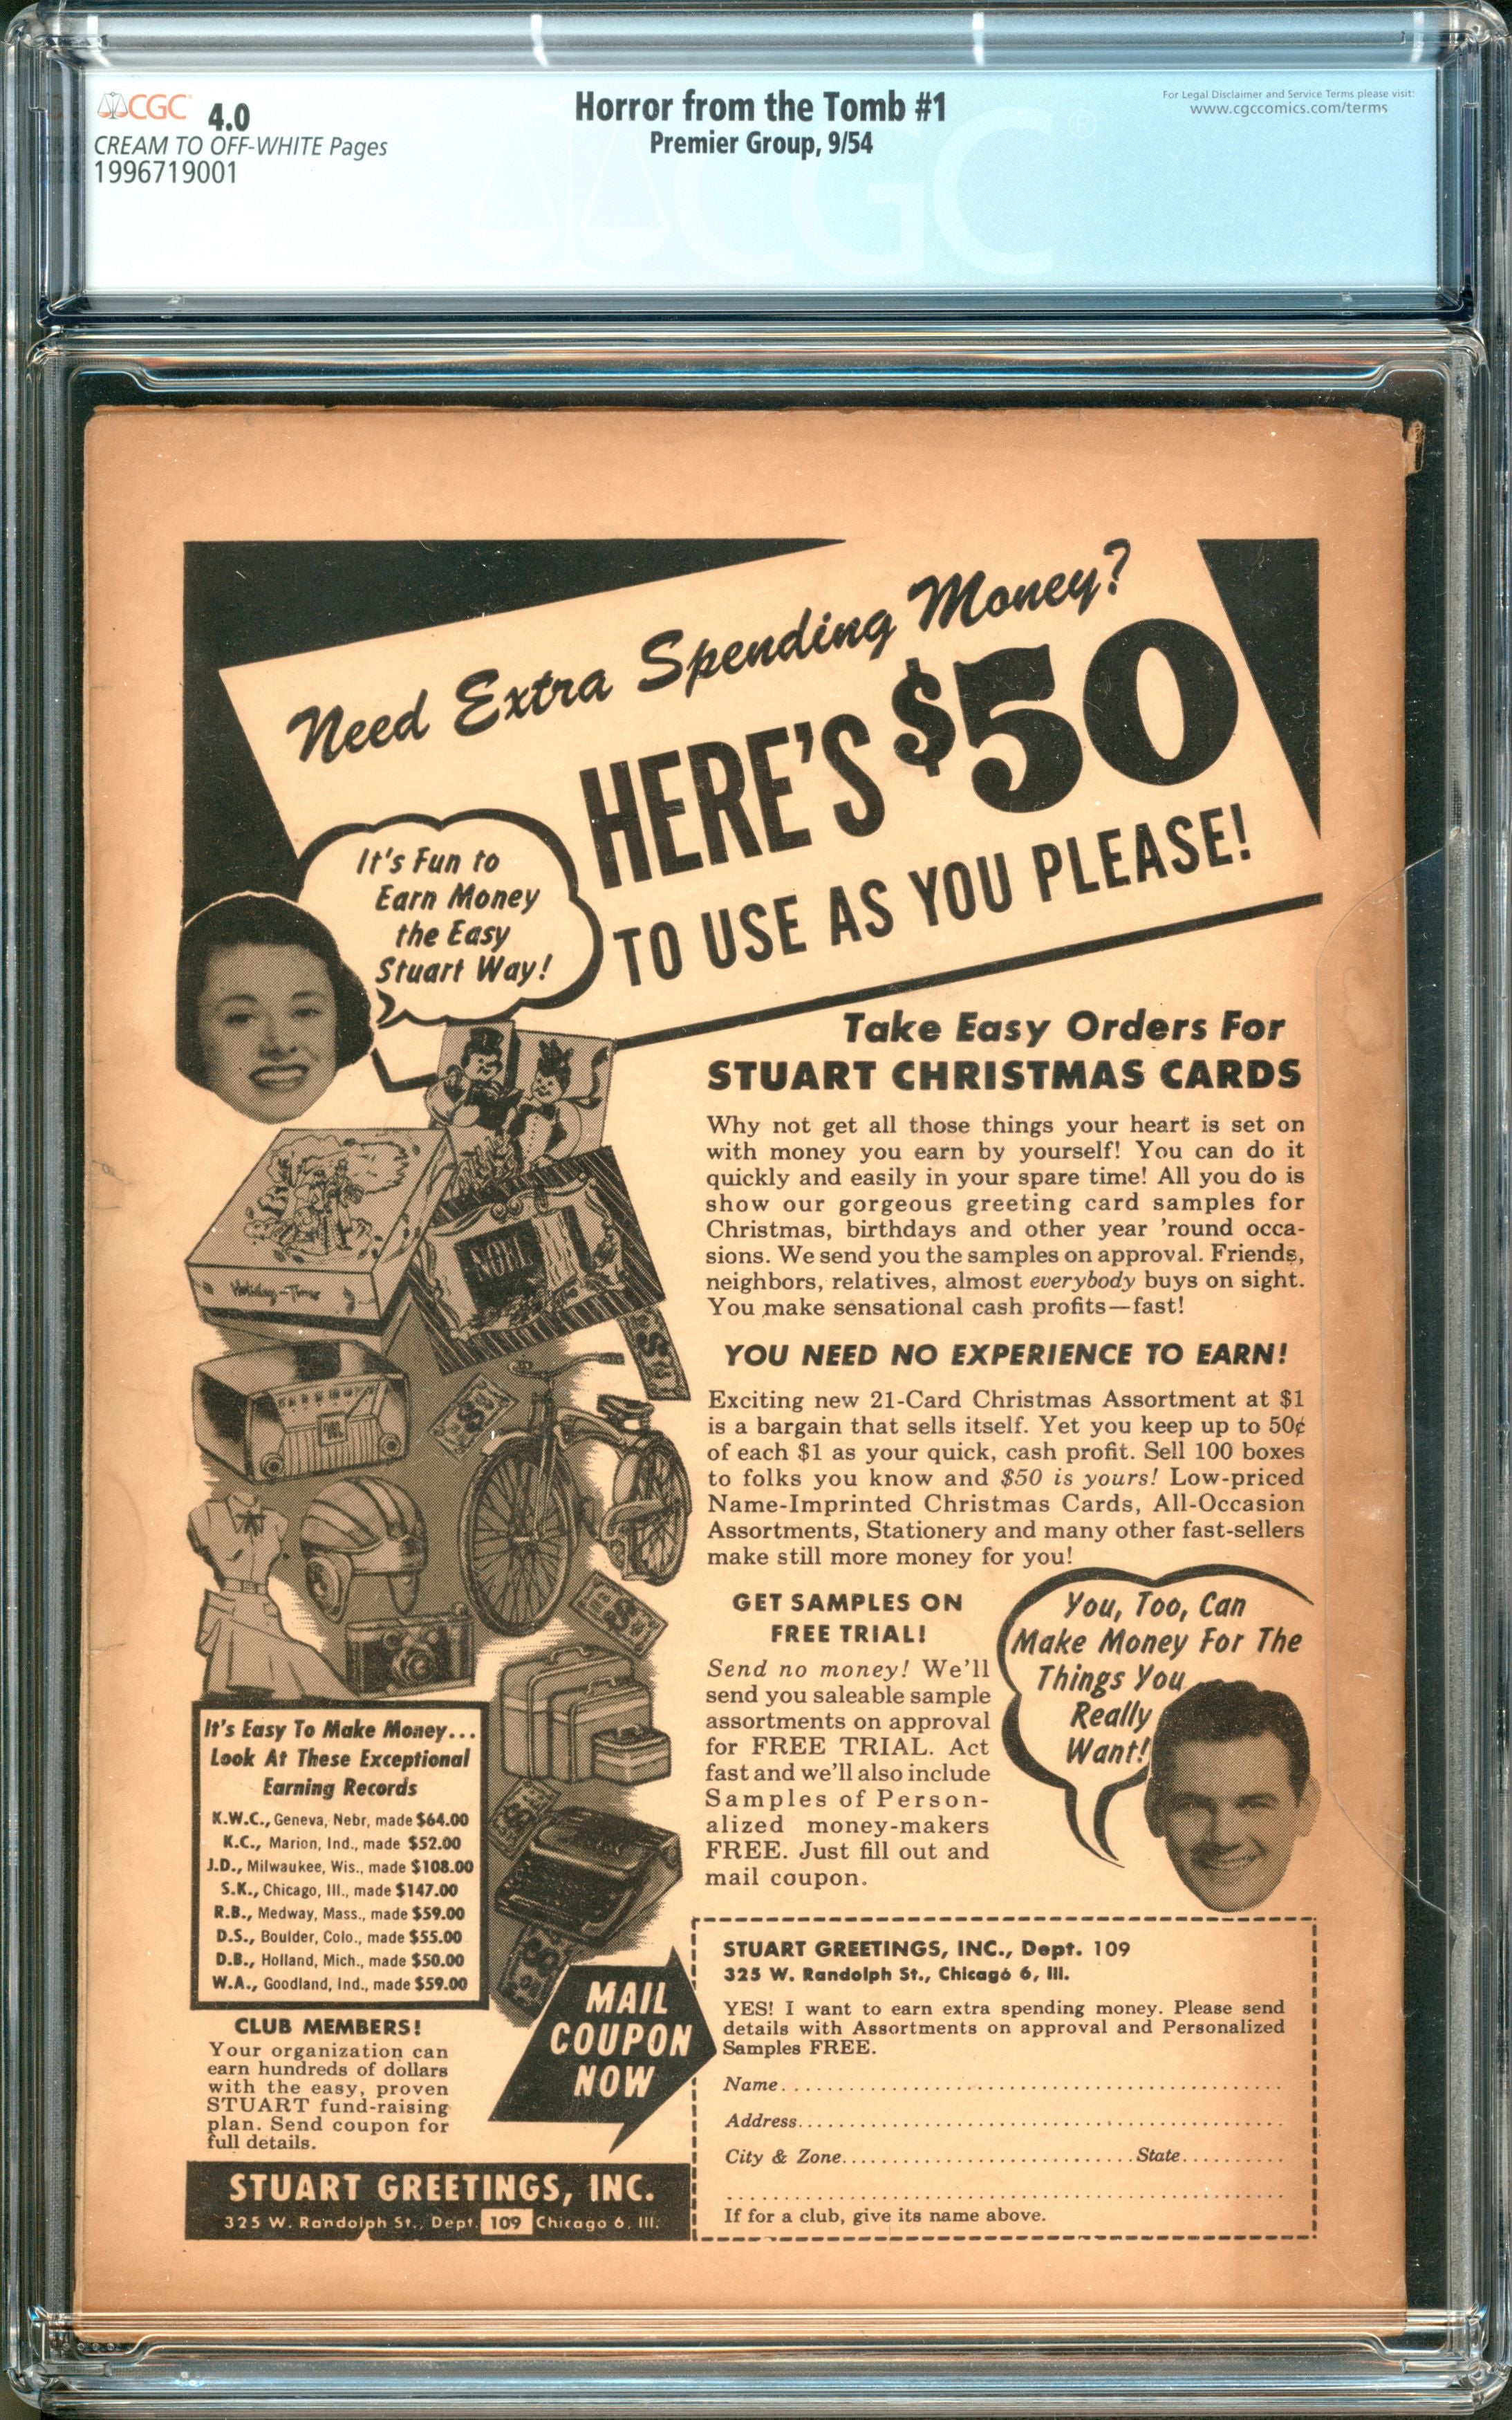 CGC 4.0
CREAM TO OFF-WHITE Pages
1996719001
Horror from the Tomb #1
Premier Group, 9/54
For Legal Disclaimer and Service Terms please visit:
www.cgccomics.com/terms
CGC
Need Extra Spending Money?
HERE'S $50
TO USE AS YOU PLEASE!
It's Fun to
Earn Money
the Easy
Stuart Way!
Take Easy Orders For
STUART CHRISTMAS CARDS
Why not get all those things your heart is set on
with money you earn by yourself! You can do it
quickly and easily in your spare time! All you do is
show our gorgeous greeting card samples for
Christmas, birthdays and other year 'round occa-
sions. We send you the samples on approval. Friends,
neighbors, relatives, almost everybody buys on sight.
You make sensational cash profits—fast!
NOEL
Holiday-Time
YOU NEED NO EXPERIENCE TO EARN!
Exciting new 21-Card Christmas Assortment at $1
is a bargain that sells itself. Yet you keep up to 50¢
of each $1 as your quick, cash profit. Sell 100 boxes
to folks you know and $50 is yours! Low-priced
Name-Imprinted Christmas Cards, All-Occasion
Assortments, Stationery and many other fast-sellers
make still more money for you!
GET SAMPLES ON
FREE TRIAL!
Send no money! We'll
send you saleable sample
assortments on approval
for FREE TRIAL. Act
fast and we'll also include
Samples of Person-
alized money-makers
FREE. Just fill out and
mail coupon.
You, Too, Can
Make Money For The
Things You
Really
Want!
It's Easy To Make Money...
Look At These Exceptional
Earning Records
K.W.C., Geneva, Nebr, made $64.00
K.C., Marion, Ind., made $52.00
J.D., Milwaukee, Wis., made $108.00
S.K., Chicago, Ill., made $147.00
R.B., Medway, Mass., made $59.00
D.S., Boulder, Colo., made $55.00
D.B., Holland, Mich., made $50.00
W.A., Goodland, Ind., made $59.00
CLUB MEMBERS!
Your organization can
earn hundreds of dollars
with the easy, proven
STUART fund-raising
plan. Send coupon for
full details.
MAIL
COUPON
NOW
STUART GREETINGS, INC.
325 W. Randolph St., Dept. 109 Chicago 6, Ill.
STUART GREETINGS, INC., Dept. 109
325 W. Randolph St., Chicago 6, Ill.
YES! I want to earn extra spending money. Please send
details with Assortments on approval and Personalized
Samples FREE.
Name
Address
City & Zone State
If for a club, give its name above.